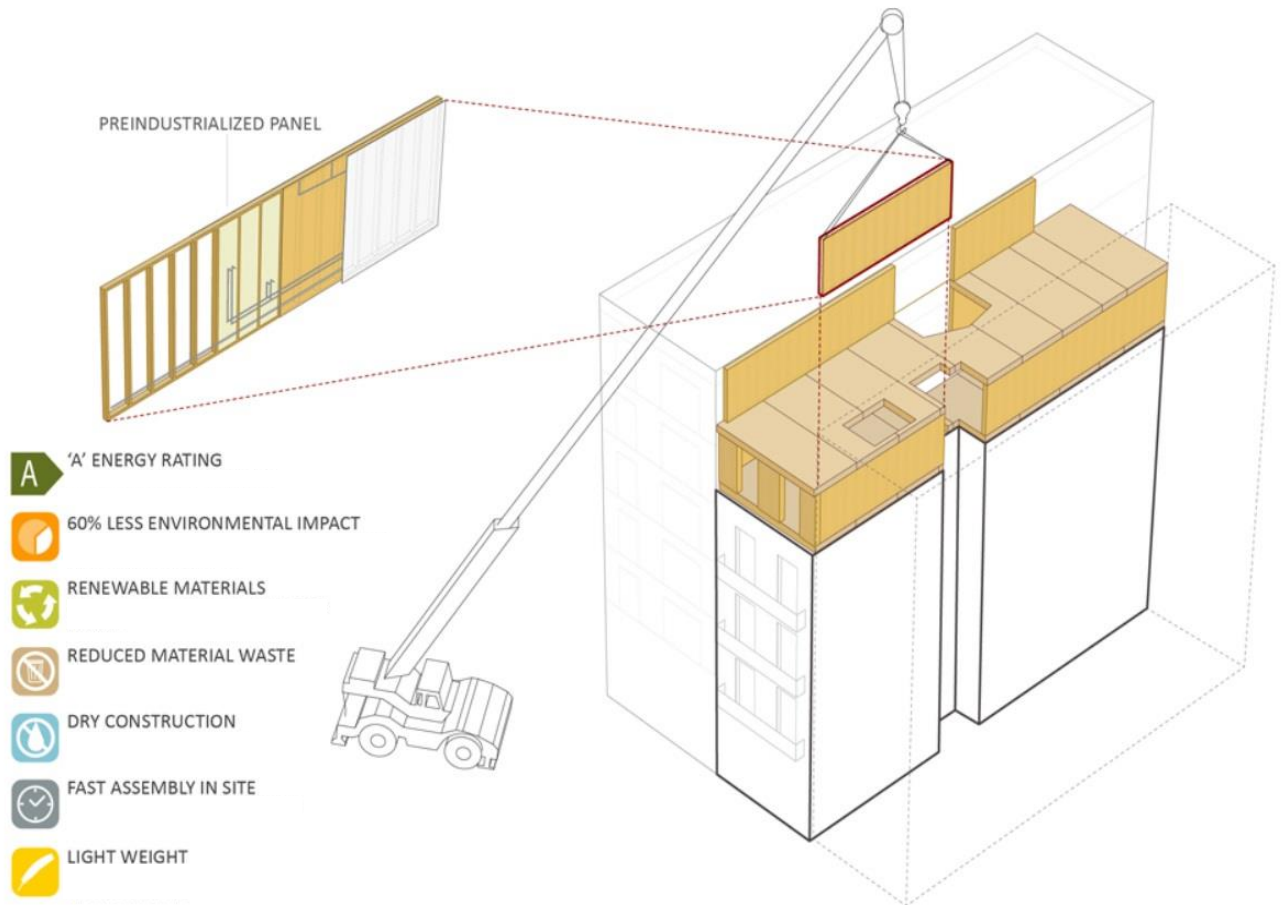 PREINDUSTRIALIZED PANEL
A
'A' ENERGY RATING
60% LESS ENVIRONMENTAL IMPACT
RENEWABLE MATERIALS
REDUCED MATERIAL WASTE
DRY CONSTRUCTION
FAST ASSEMBLY IN SITE
LIGHT WEIGHT